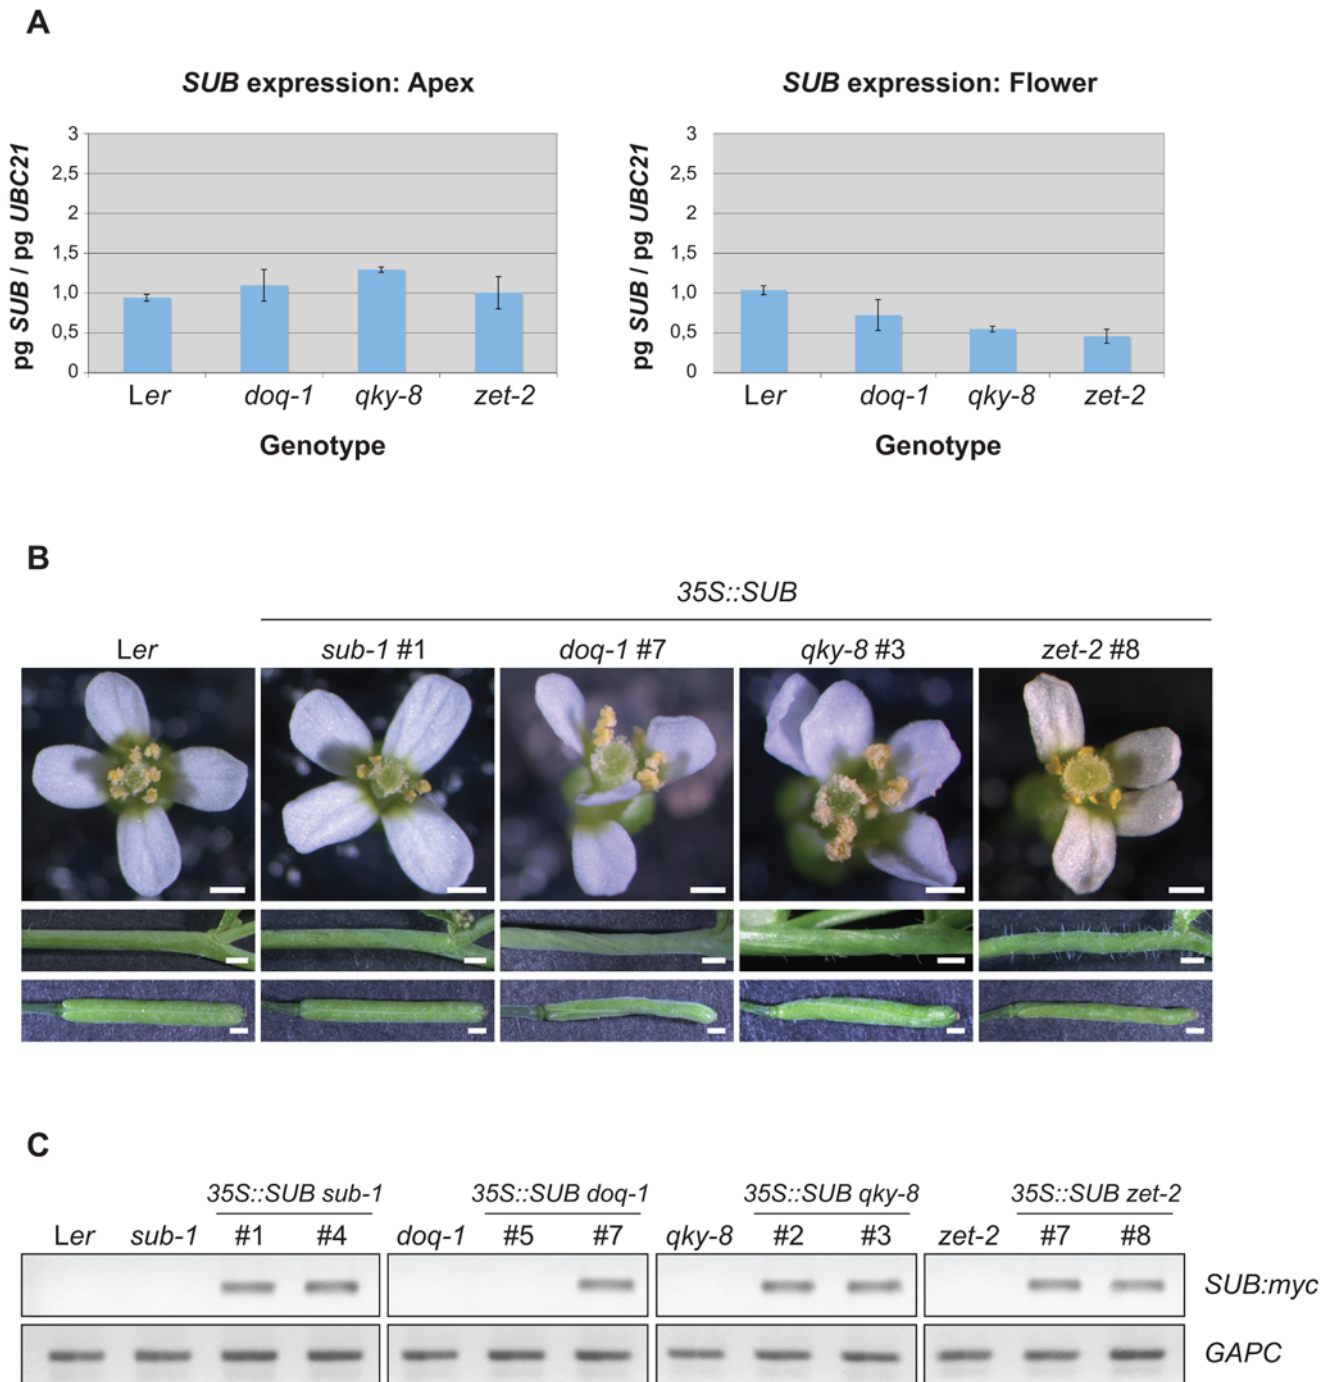 A
SUB expression: Apex
SUB expression: Flower
pg SUB / pg UBC21
3
2,5
2
1,5
1,0
0,5
0
Ler doq-1 qky-8 zet-2
Genotype
pg SUB / pg UBC21
3
2,5
2
1,5
1,0
0,5
0
Ler doq-1 qky-8 zet-2
Genotype
B
35S::SUB
Ler sub-1 #1 doq-1 #7 qky-8 #3 zet-2 #8
C
35S::SUB sub-1 35S::SUB doq-1 35S::SUB qky-8 35S::SUB zet-2
Ler sub-1 #1 #4 doq-1 #5 #7 qky-8 #2 #3 zet-2 #7 #8
SUB:myc
GAPC